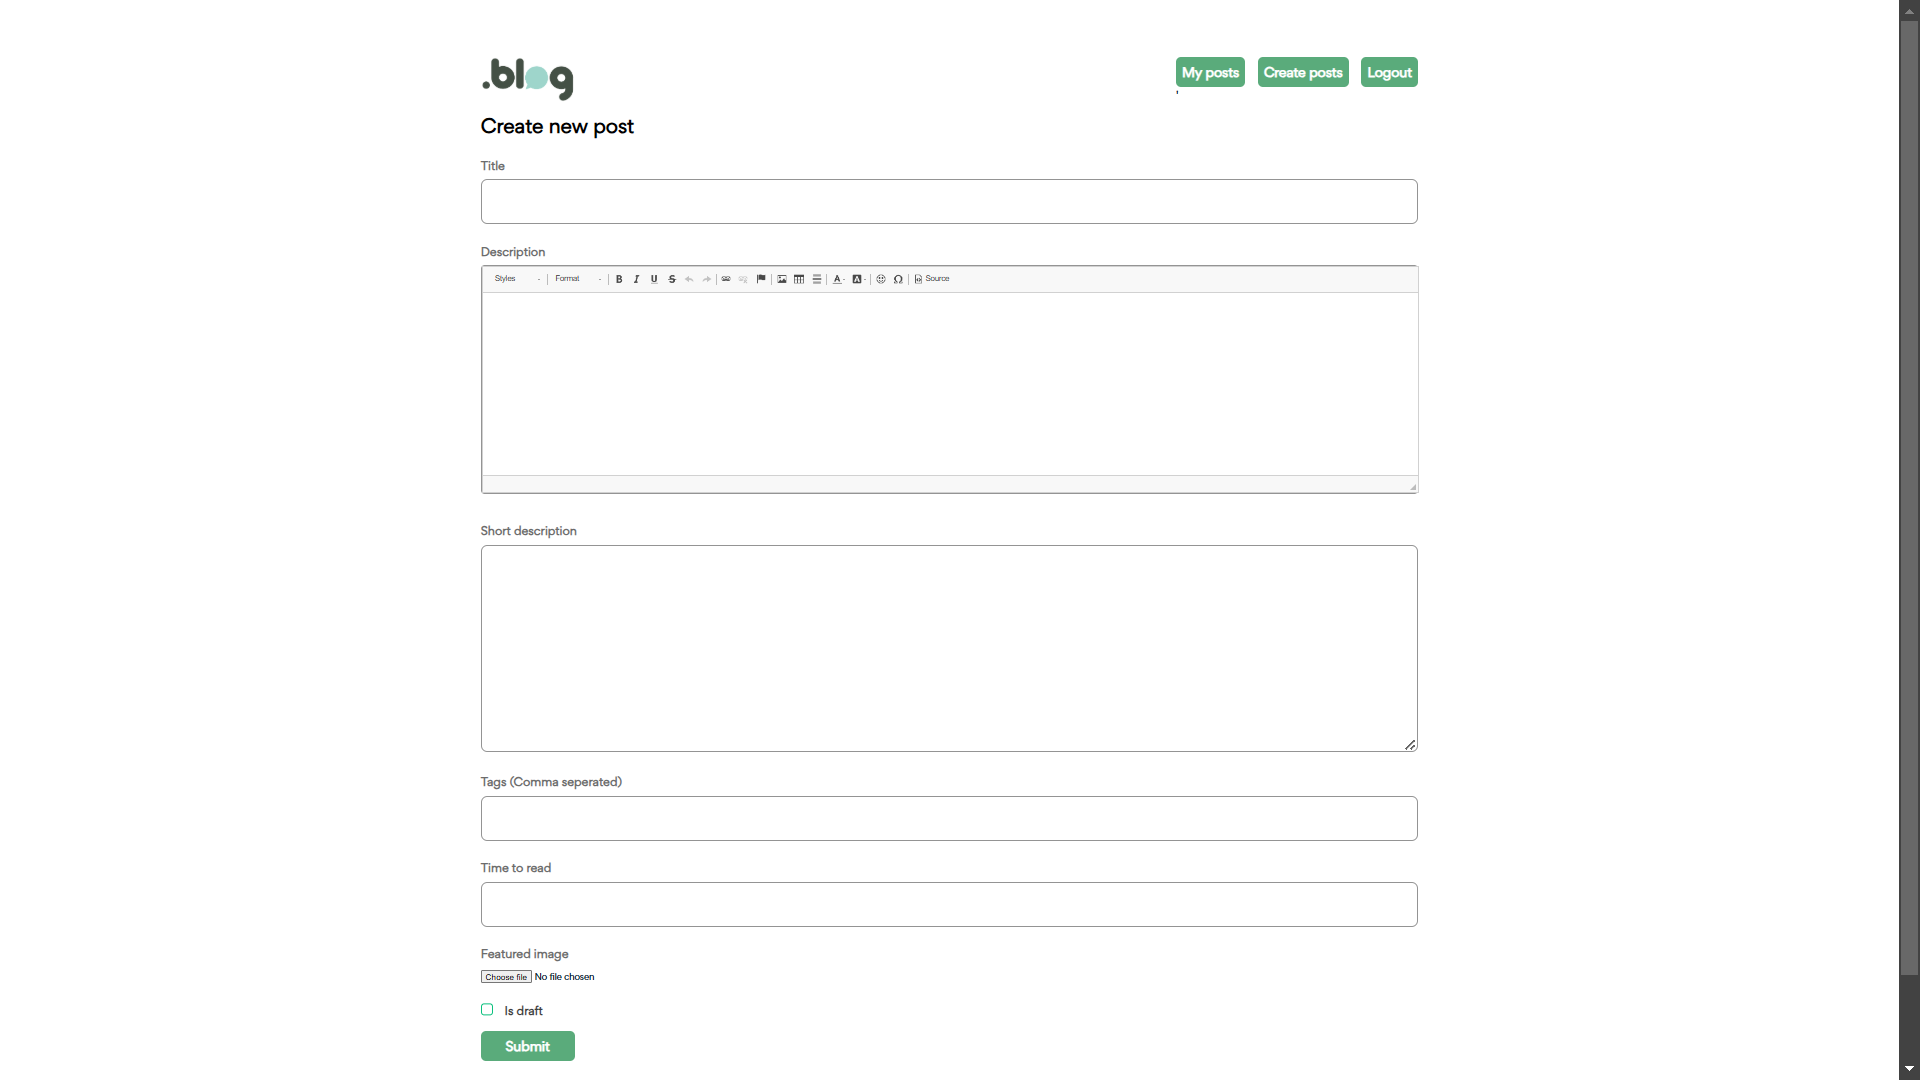 .blog
My posts Create posts Logout
Create new post
Title
Description
Styles Format B I U S A A Ω Source
Short description
Tags (Comma seperated)
Time to read
Featured image
Choose file No file chosen
Is draft
Submit